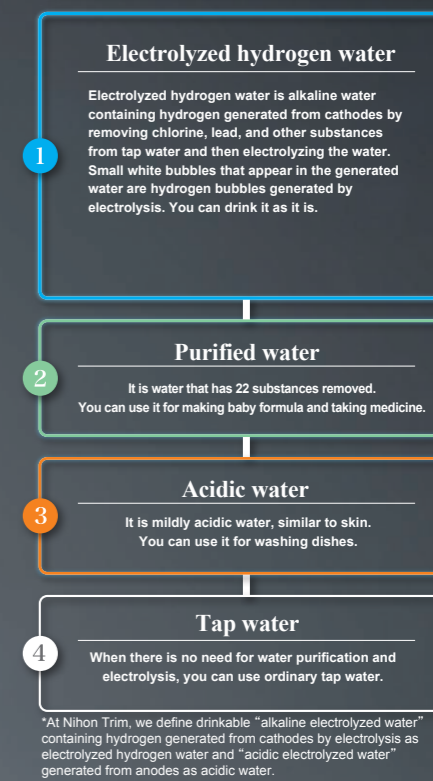 Electrolyzed hydrogen water
Electrolyzed hydrogen water is alkaline water
containing hydrogen generated from cathodes by
removing chlorine, lead, and other substances
from tap water and then electrolyzing the water.
Small white bubbles that appear in the generated
water are hydrogen bubbles generated by
electrolysis. You can drink it as it is.
1
Purified water
2
It is water that has 22 substances removed.
You can use it for making baby formula and taking medicine.
Acidic water
3
It is mildly acidic water, similar to skin.
You can use it for washing dishes.
Tap water
4
When there is no need for water purification and
electrolysis, you can use ordinary tap water.
*At Nihon Trim, we define drinkable “alkaline electrolyzed water”
containing hydrogen generated from cathodes by electrolysis as
electrolyzed hydrogen water and “acidic electrolyzed water”
generated from anodes as acidic water.